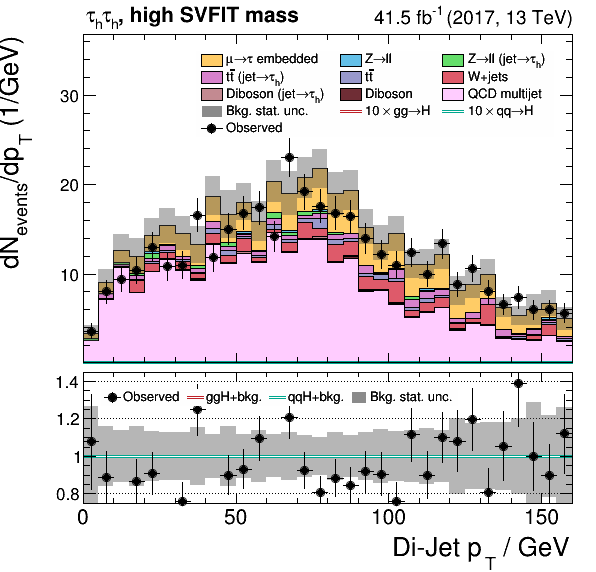 τhτh, high SVFIT mass 41.5 fb⁻¹ (2017, 13 TeV)
dNevents/dpT (1/GeV)
30
20
10
μ→τ embedded Z→ll Z→ll (jet→τh)
tt̄ (jet→τh) tt̄ W+jets
Diboson (jet→τh) Diboson QCD multijet
Bkg. stat. unc. 10×gg→H 10×qq→H
Observed
1.4
1.2
1
0.8
Observed ggH+bkg. qqH+bkg. Bkg. stat. unc.
0 50 100 150
Di-Jet pT / GeV